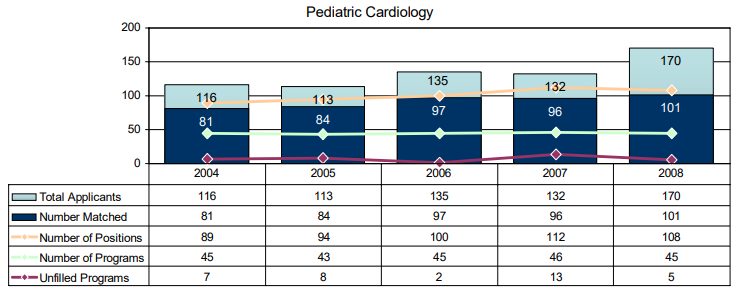 Pediatric Cardiology
200
150
100
50
0
116 113 135 132 170
81 84 97 96 101
2004 2005 2006 2007 2008
Total Applicants 116 113 135 132 170
Number Matched 81 84 97 96 101
Number of Positions 89 94 100 112 108
Number of Programs 45 43 45 46 45
Unfilled Programs 7 8 2 13 5